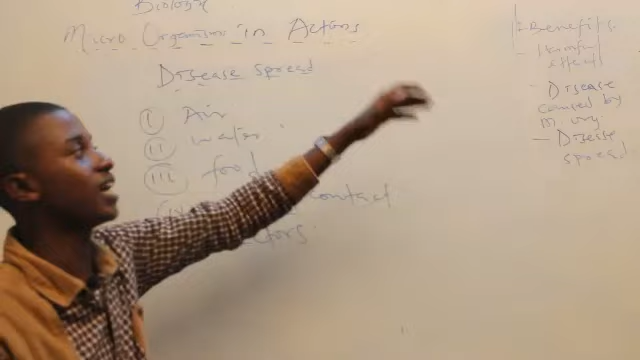 Biology
Micro Organism in Actions
Disease spread
I Air
II water
III food
contact
ctors
- Benefits
- Harmful effect
- Disease
caused by
m. org.
- Disease
spread